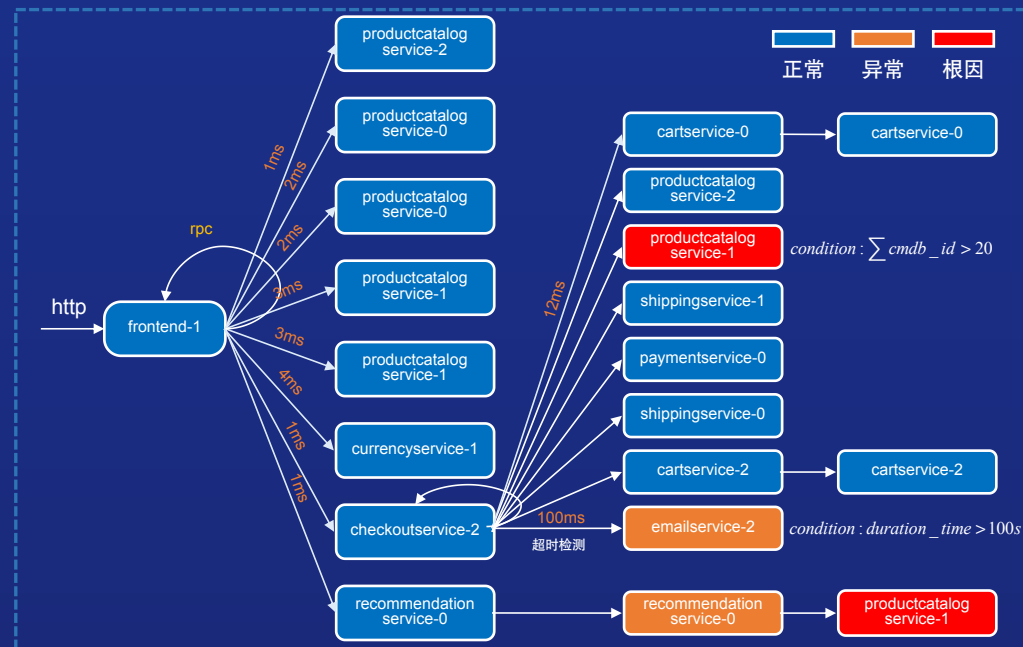 productcatalog
service-2
正常
异常
根因
productcatalog
service-0
cartservice-0
cartservice-0
1ms
2ms
productcatalog
service-2
productcatalog
service-0
2ms
rpc
productcatalog
service-1
condition : ∑ cmdb _ id > 20
12ms
3ms
productcatalog
service-1
shippingservice-1
http
frontend-1
3ms
productcatalog
service-1
paymentservice-0
4ms
shippingservice-0
1ms
currencyservice-1
cartservice-2
cartservice-2
1ms
checkoutservice-2
100ms
超时检测
emailservice-2
condition : duration _ time > 100s
recommendation
service-0
recommendation
service-0
productcatalog
service-1